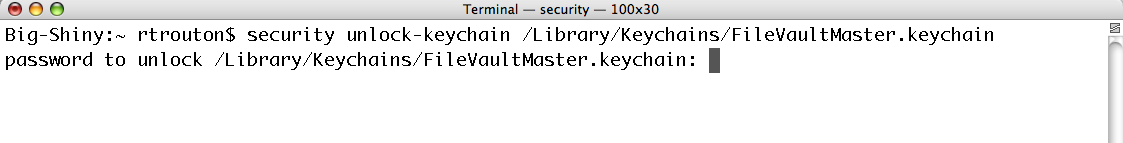 Terminal — security — 100x30
Big-Shiny:~ rtrouton$ security unlock-keychain /Library/Keychains/FileVaultMaster.keychain
password to unlock /Library/Keychains/FileVaultMaster.keychain: